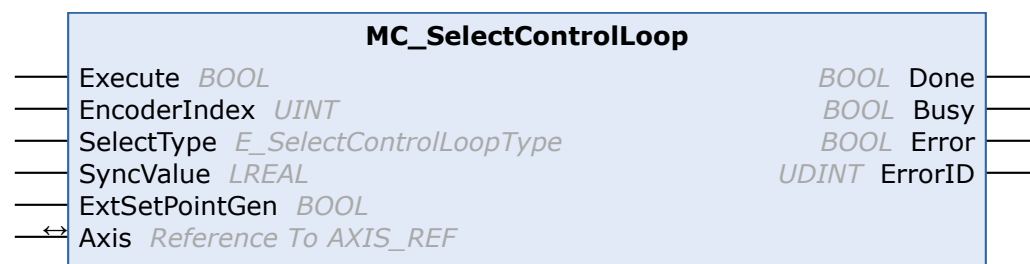 MC_SelectControlLoop
Execute BOOL BOOL Done
EncoderIndex UINT BOOL Busy
SelectType E_SelectControlLoopType BOOL Error
SyncValue LREAL UDINT ErrorID
ExtSetPointGen BOOL
↔ Axis Reference To AXIS_REF